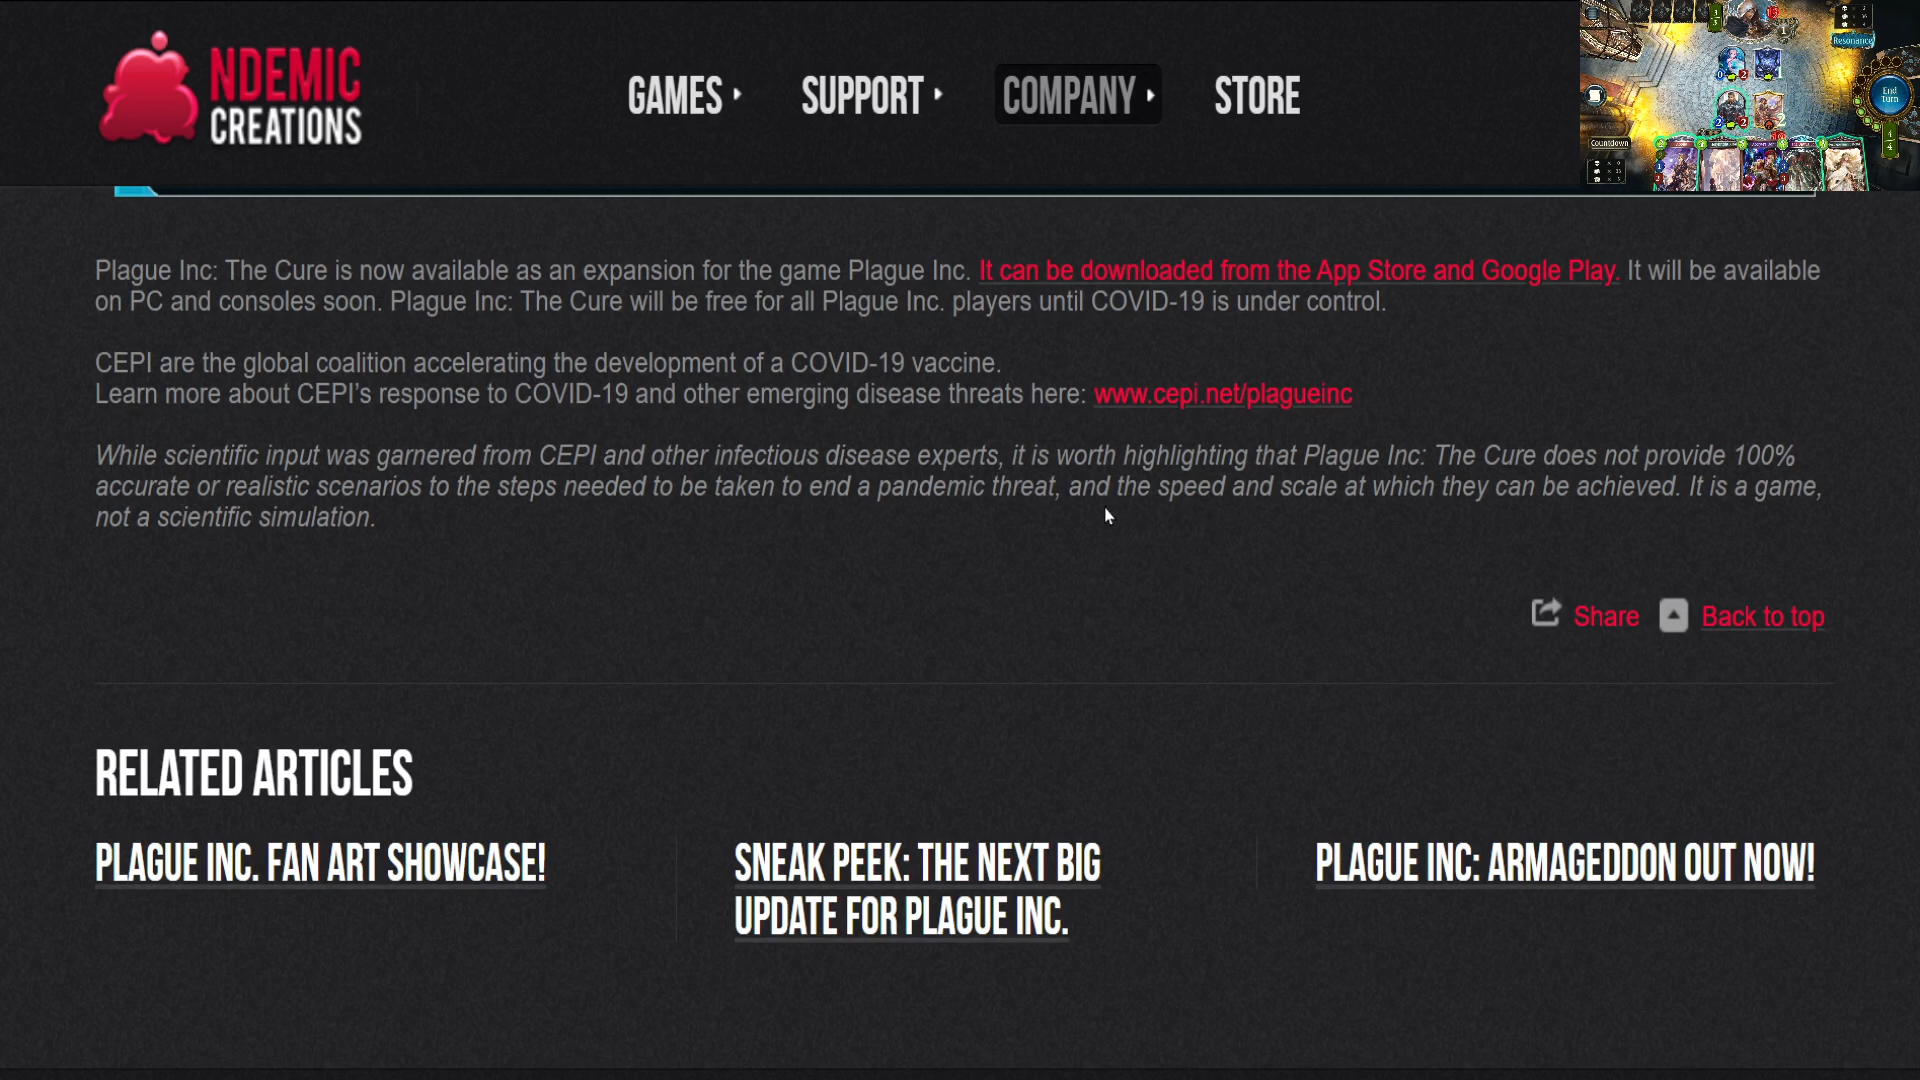 NDEMIC
CREATIONS
GAMES
SUPPORT
COMPANY
STORE
Resonance
End
Turn
Countdown
Plague Inc: The Cure is now available as an expansion for the game Plague Inc. It can be downloaded from the App Store and Google Play. It will be available
on PC and consoles soon. Plague Inc: The Cure will be free for all Plague Inc. players until COVID-19 is under control.
CEPI are the global coalition accelerating the development of a COVID-19 vaccine.
Learn more about CEPI’s response to COVID-19 and other emerging disease threats here: www.cepi.net/plagueinc
While scientific input was garnered from CEPI and other infectious disease experts, it is worth highlighting that Plague Inc: The Cure does not provide 100%
accurate or realistic scenarios to the steps needed to be taken to end a pandemic threat, and the speed and scale at which they can be achieved. It is a game,
not a scientific simulation.
Share Back to top
RELATED ARTICLES
PLAGUE INC. FAN ART SHOWCASE!
SNEAK PEEK: THE NEXT BIG
UPDATE FOR PLAGUE INC.
PLAGUE INC: ARMAGEDDON OUT NOW!